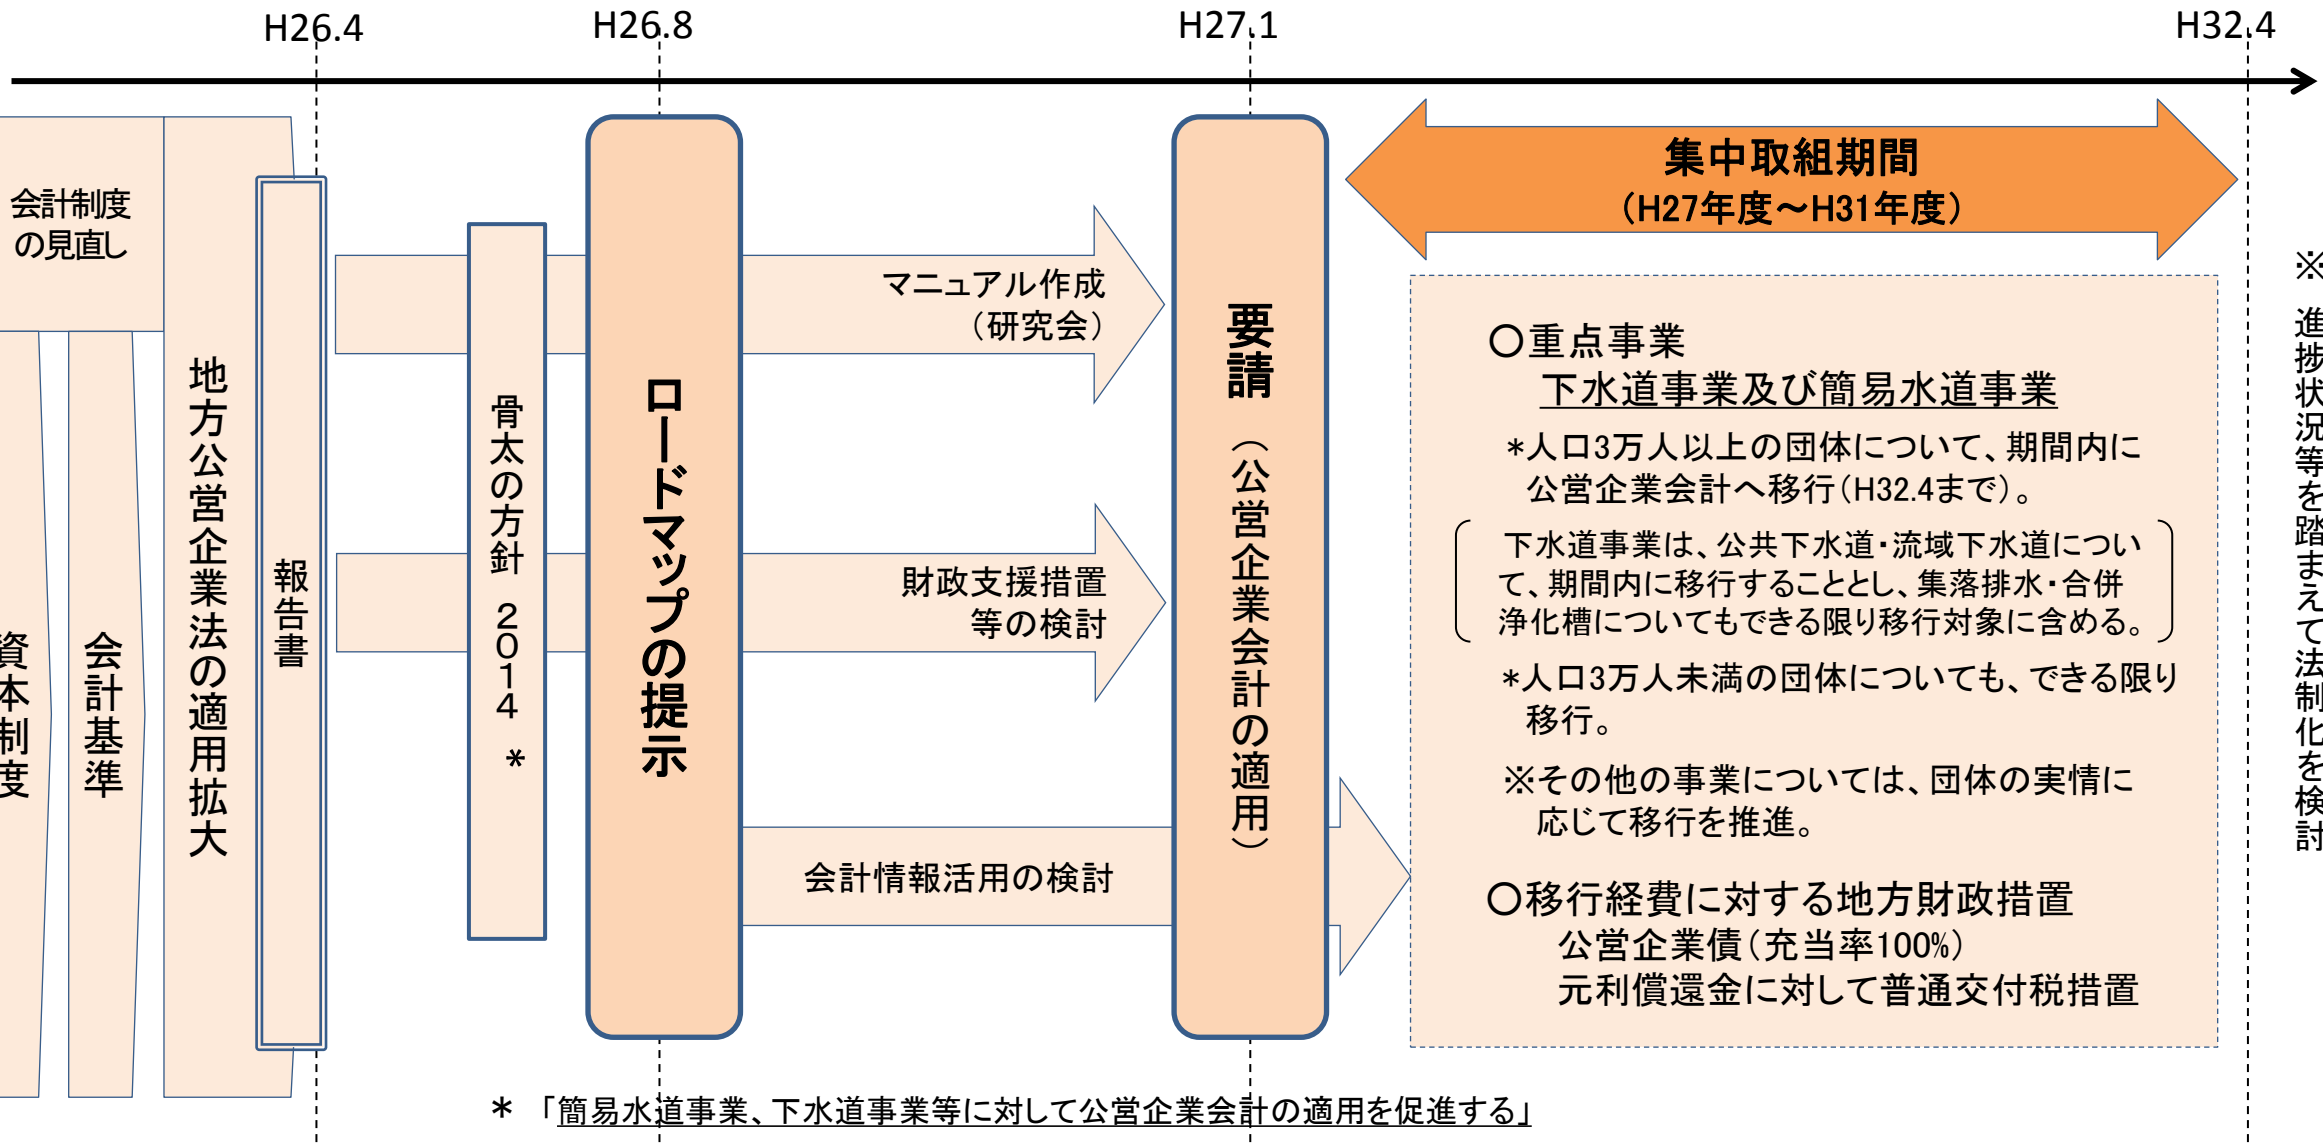 H26.4
H26.8
H27.1
H32.4
会計制度
の見直し
資本制度
会計基準
地方公営企業法の適用拡大
報告書
骨太の方針 2014 *
ロードマップの提示
マニュアル作成
(研究会)
財政支援措置
等の検討
会計情報活用の検討
要請(公営企業会計の適用)
集中取組期間
(H27年度～H31年度)
〇重点事業
下水道事業及び簡易水道事業
*人口3万人以上の団体について、期間内に
公営企業会計へ移行(H32.4まで)。
下水道事業は、公共下水道・流域下水道につい
て、期間内に移行することとし、集落排水・合併
浄化槽についてもできる限り移行対象に含める。
*人口3万人未満の団体についても、できる限り
移行。
※その他の事業については、団体の実情に
応じて移行を推進。
〇移行経費に対する地方財政措置
公営企業債(充当率100%)
元利償還金に対して普通交付税措置
※ 進捗状況等を踏まえて法制化を検討
* 「簡易水道事業、下水道事業等に対して公営企業会計の適用を促進する」